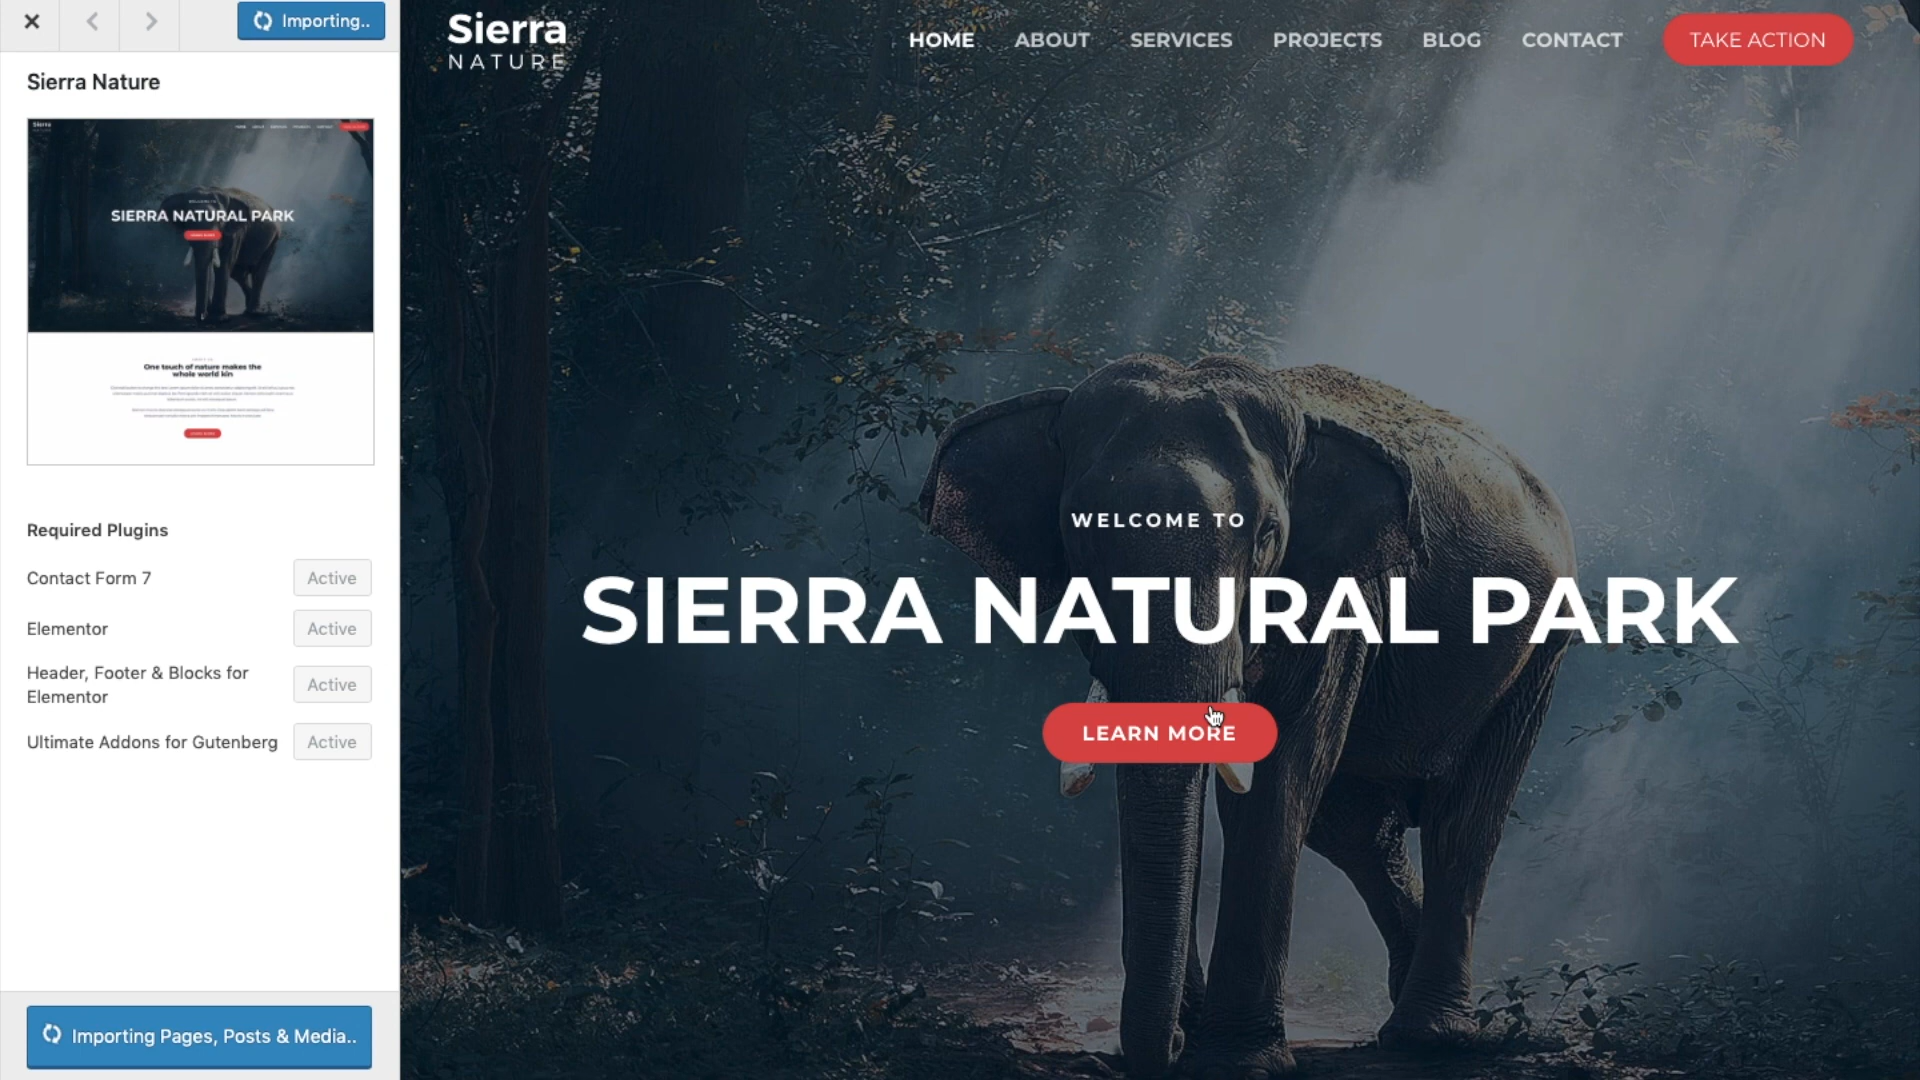 Importing..
Sierra Nature
Sierra
NATURE
SIERRA NATURAL PARK
One touch of nature makes the
whole world kin
Required Plugins
Contact Form 7
Active
Elementor
Active
Header, Footer & Blocks for
Elementor
Active
Ultimate Addons for Gutenberg
Active
Importing Pages, Posts & Media..
Sierra
NATURE
HOME
ABOUT
SERVICES
PROJECTS
BLOG
CONTACT
TAKE ACTION
WELCOME TO
SIERRA NATURAL PARK
LEARN MORE